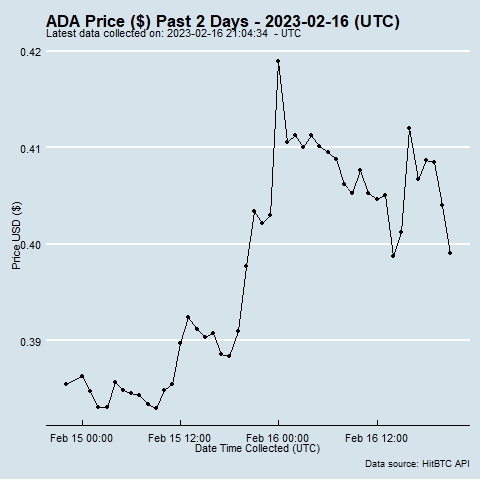 ADA Price ($) Past 2 Days - 2023-02-16 (UTC)
Latest data collected on: 2023-02-16 21:04:34 - UTC
0.42
0.41
0.40
0.39
Price USD ($)
Feb 15 00:00 Feb 15 12:00 Feb 16 00:00 Feb 16 12:00
Date Time Collected (UTC)
Data source: HitBTC API